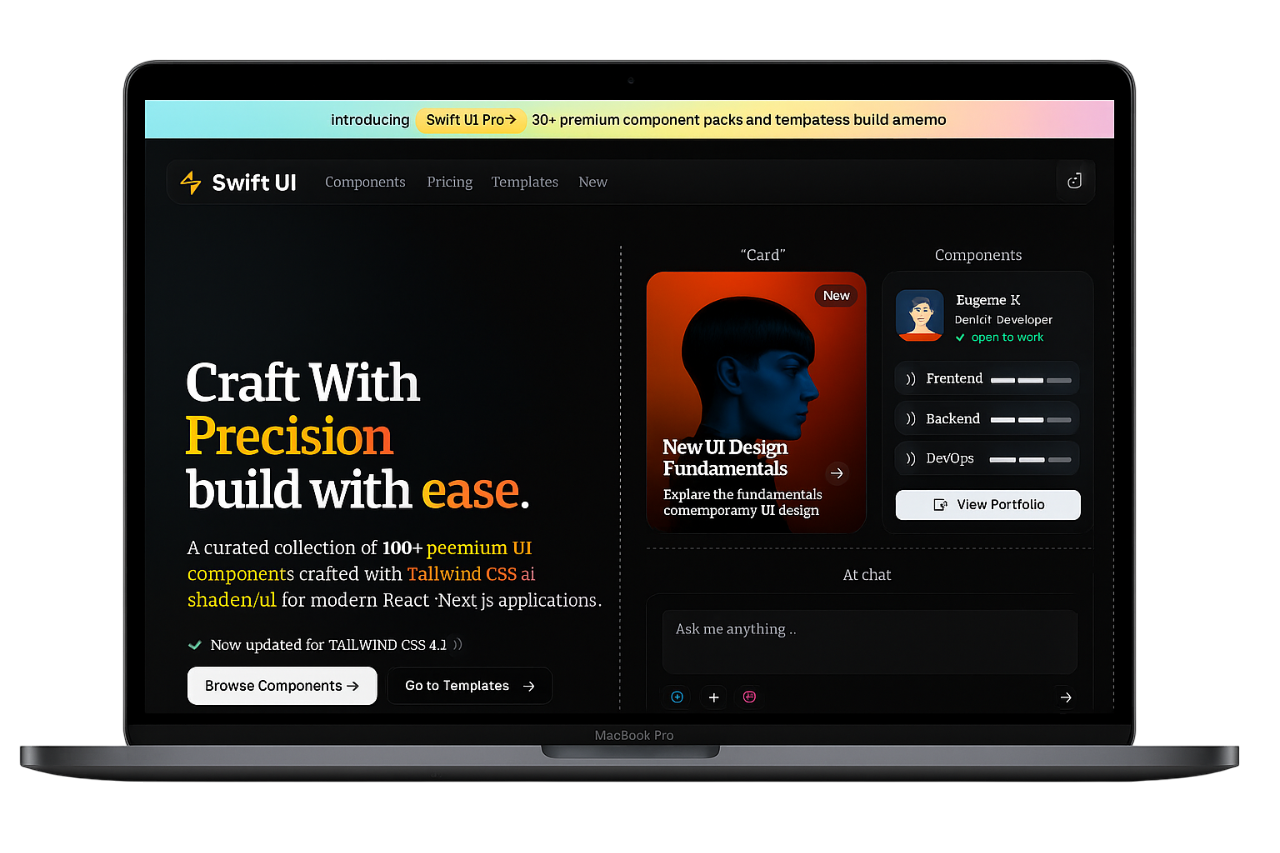 introducing Swift U1 Pro→ 30+ premium component packs and tempatess build amemo
Swift UI Components Pricing Templates New
“Card”
Components
New
New UI Design
Fundamentals
Explare the fundamentals
comemporamy UI design
Eugeme K
Denlcit Developer
open to work
Frentend
Backend
DevOps
View Portfolio
Craft With
Precision
build with ease.
A curated collection of 100+ peemium UI
components crafted with Tallwind CSS ai
shaden/ul for modern React ·Next js applications.
Now updated for TAlLWIND CSS 4.1
Browse Components →
Go to Templates →
At chat
Ask me anything ..
MacBook Pro